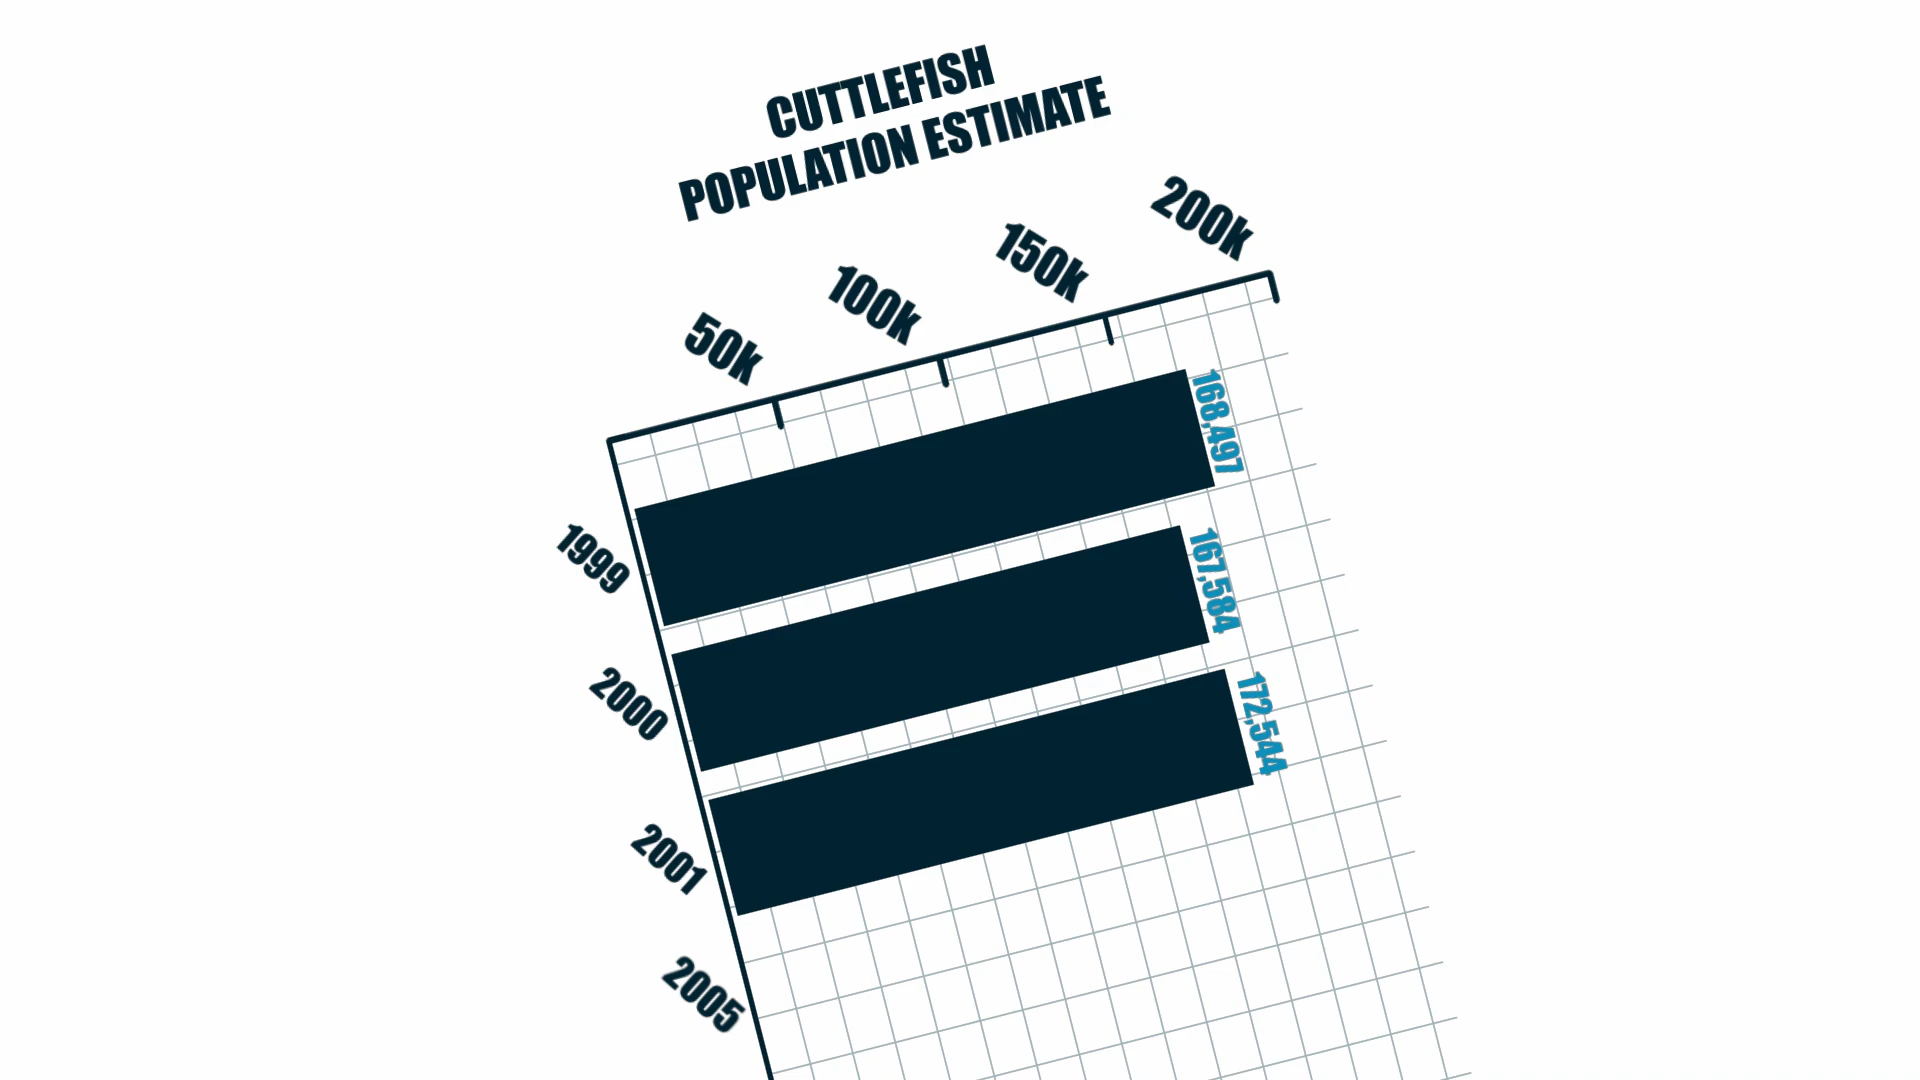 CUTTLEFISH
POPULATION ESTIMATE
50k
100k
150k
200k
1999
168,497
2000
167,584
2001
172,544
2005